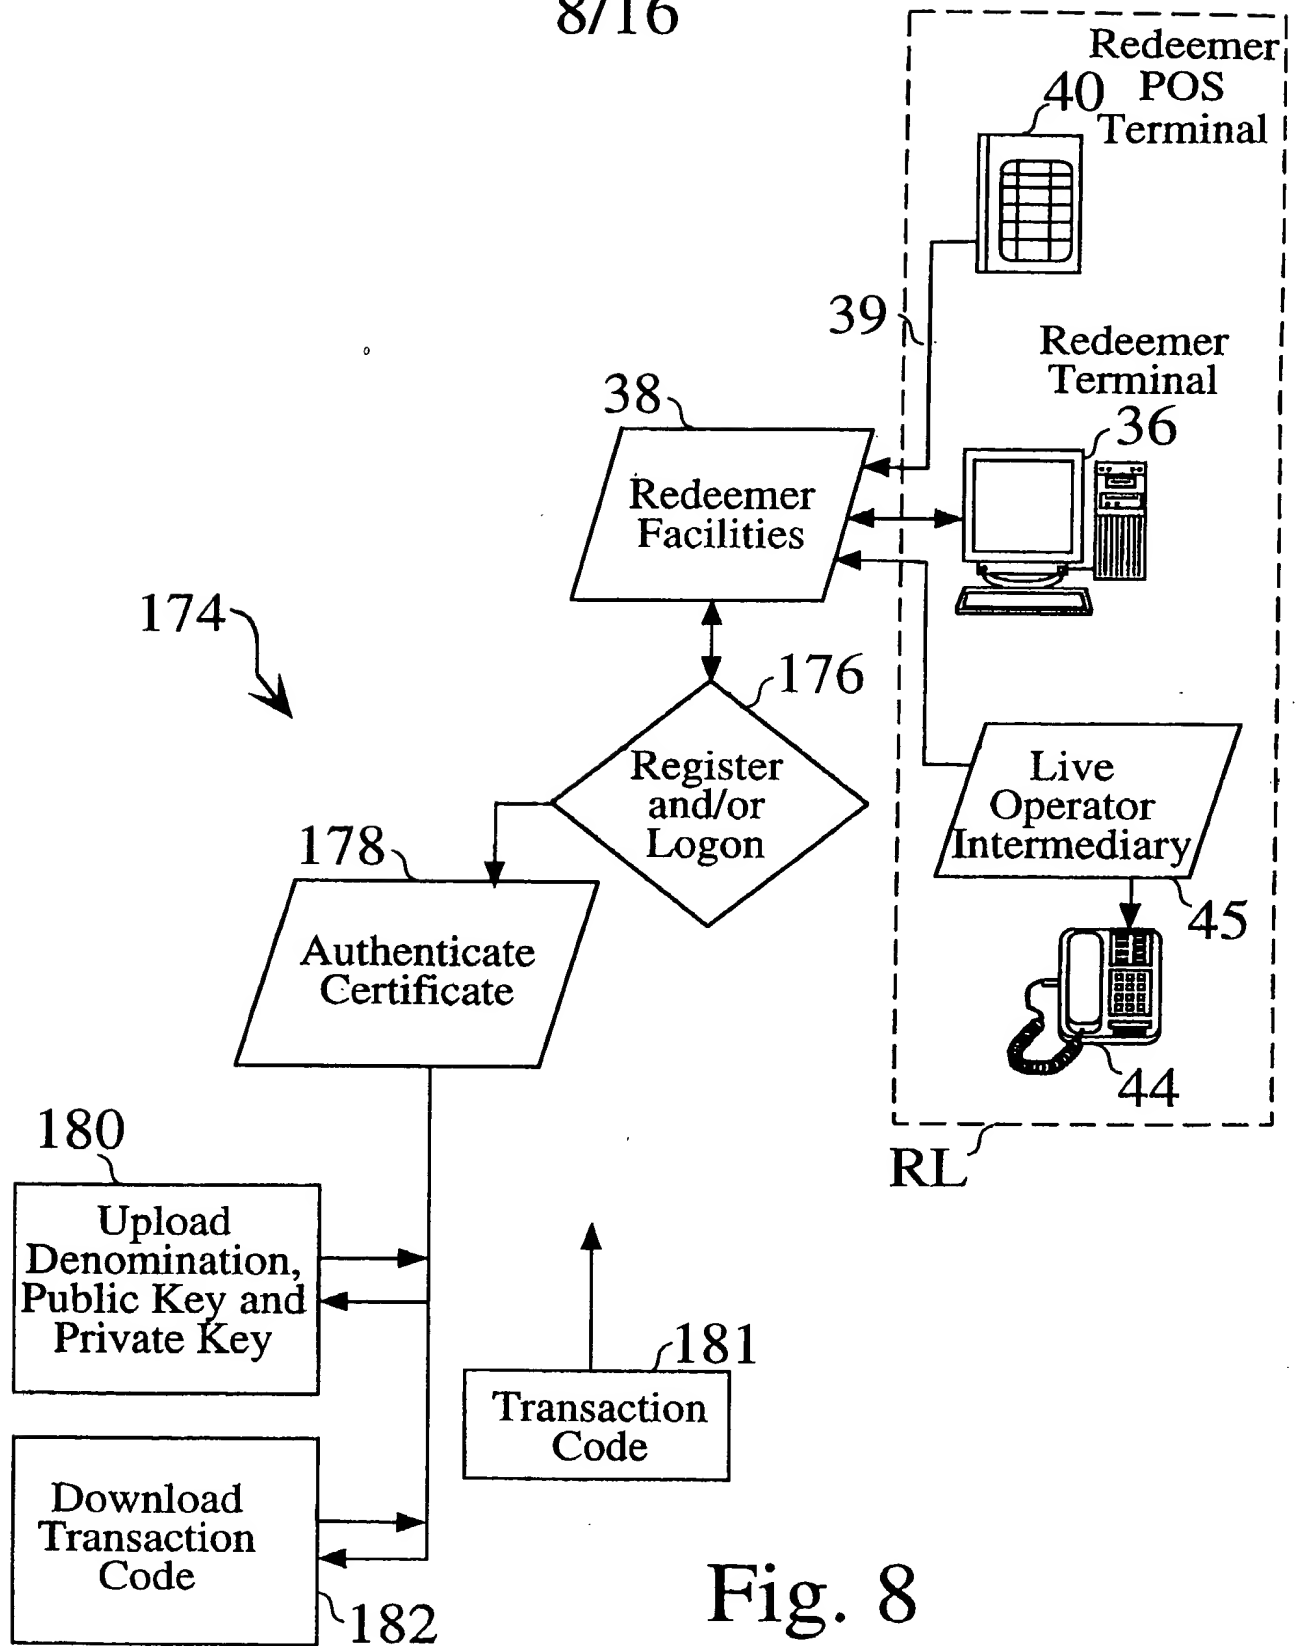 8/16
Redeemer
POS
Terminal
40
39
Redeemer
Terminal
36
38
Redeemer
Facilities
174
176
Register
and/or
Logon
Live
Operator
Intermediary
45
178
Authenticate
Certificate
44
RL
180
Upload
Denomination,
Public Key and
Private Key
181
Transaction
Code
Download
Transaction
Code
182
Fig. 8